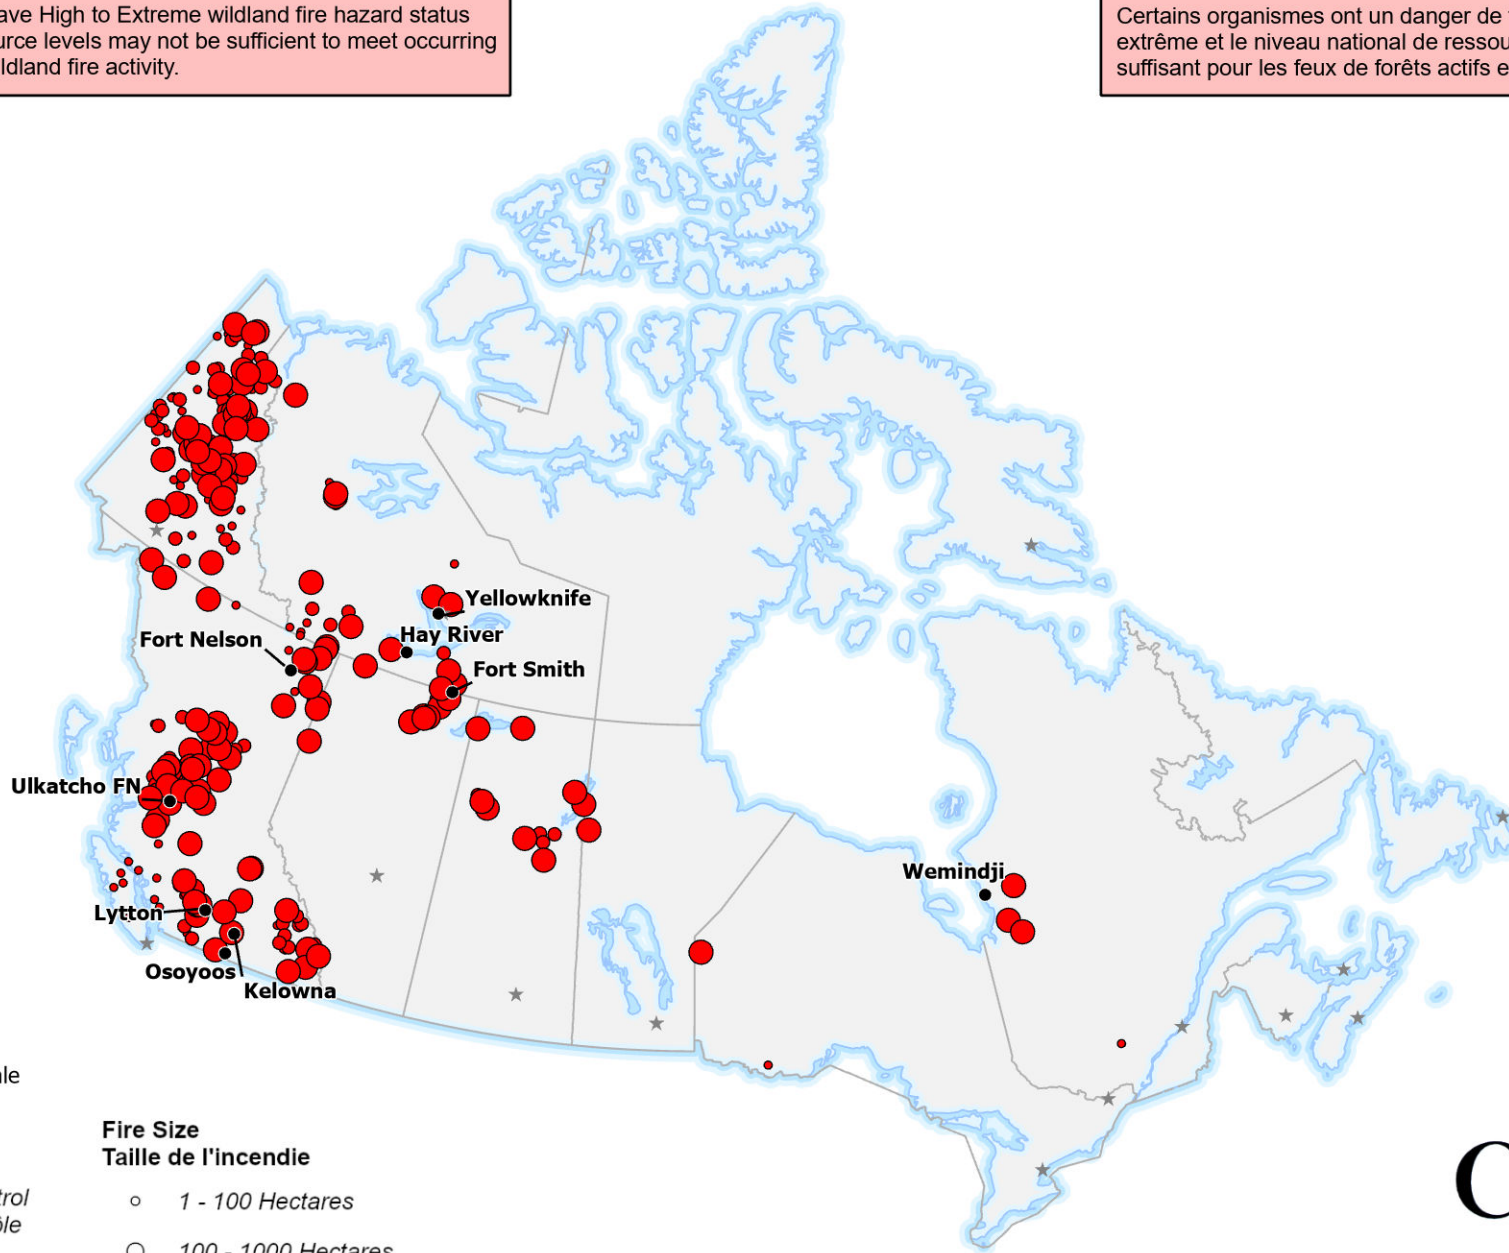 ave High to Extreme wildland fire hazard status
urce levels may not be sufficient to meet occurring
ldland fire activity.
Certains organismes ont un danger de
extrême et le niveau national de ressou
suffisant pour les feux de forêts actifs e
Yellowknife
Hay River
Fort Nelson
Fort Smith
Ulkatcho FN
Wemindji
Lytton
Osoyoos
Kelowna
ale
Fire Size
Taille de l'incendie
trol
ôle
1 - 100 Hectares
100 - 1000 Hectares
C